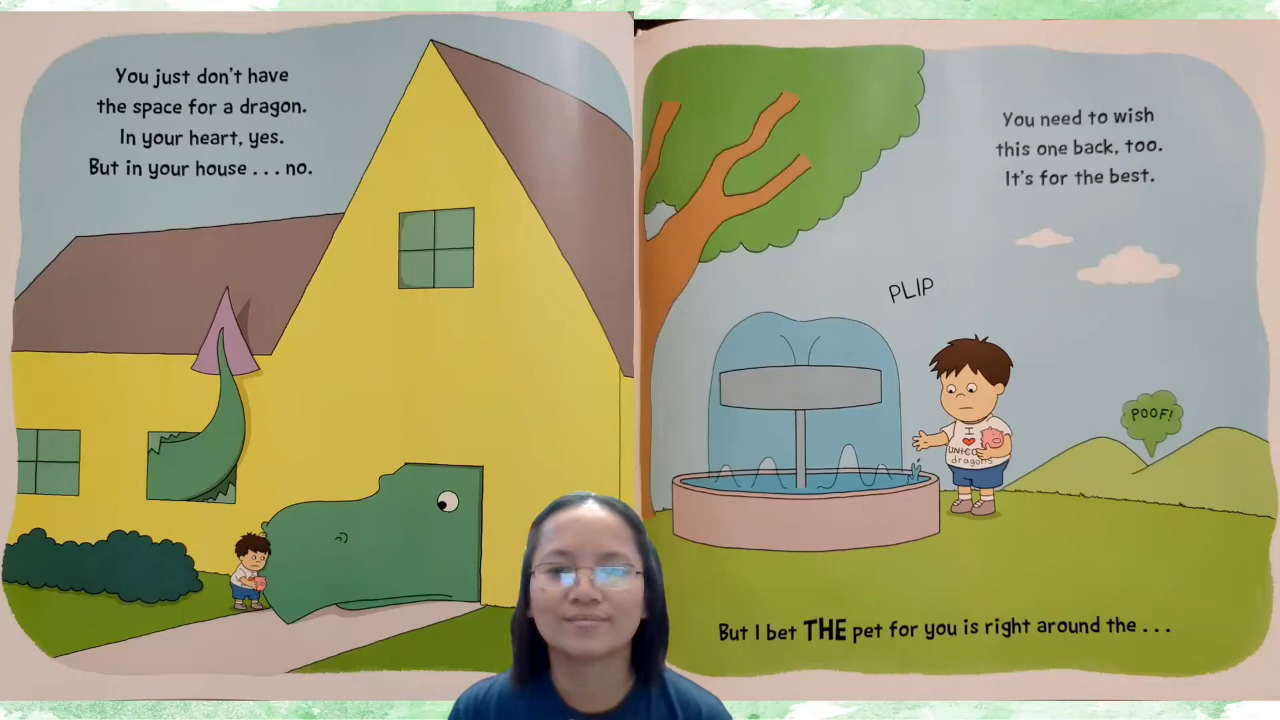 You just don't have
the space for a dragon.
In your heart, yes.
But in your house . . . no.
You need to wish
this one back, too.
It's for the best.
PLIP
POOF!
I
UNICO
dragons
But I bet THE pet for you is right around the . . .